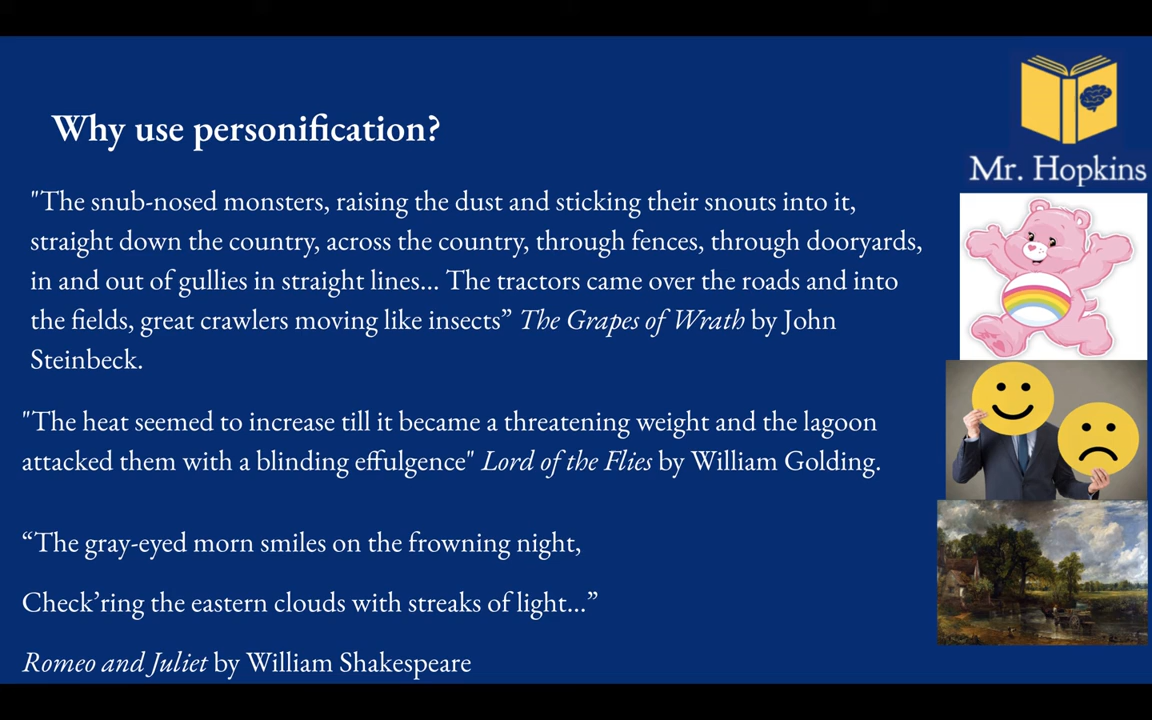 Why use personification?
Mr. Hopkins
"The snub-nosed monsters, raising the dust and sticking their snouts into it,
straight down the country, across the country, through fences, through dooryards,
in and out of gullies in straight lines... The tractors came over the roads and into
the fields, great crawlers moving like insects” The Grapes of Wrath by John
Steinbeck.
"The heat seemed to increase till it became a threatening weight and the lagoon
attacked them with a blinding effulgence" Lord of the Flies by William Golding.
“The gray-eyed morn smiles on the frowning night,
Check’ring the eastern clouds with streaks of light...”
Romeo and Juliet by William Shakespeare